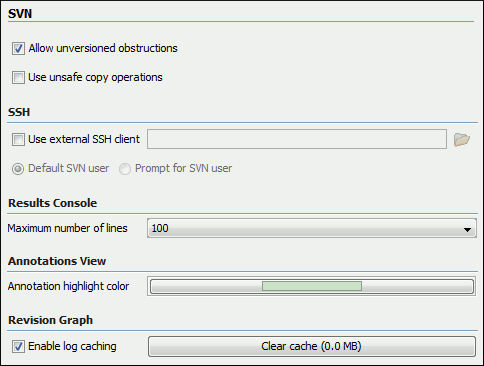 SVN
Allow unversioned obstructions
Use unsafe copy operations
SSH
Use external SSH client
Default SVN user Prompt for SVN user
Results Console
Maximum number of lines 100
Annotations View
Annotation highlight color
Revision Graph
Enable log caching Clear cache (0.0 MB)